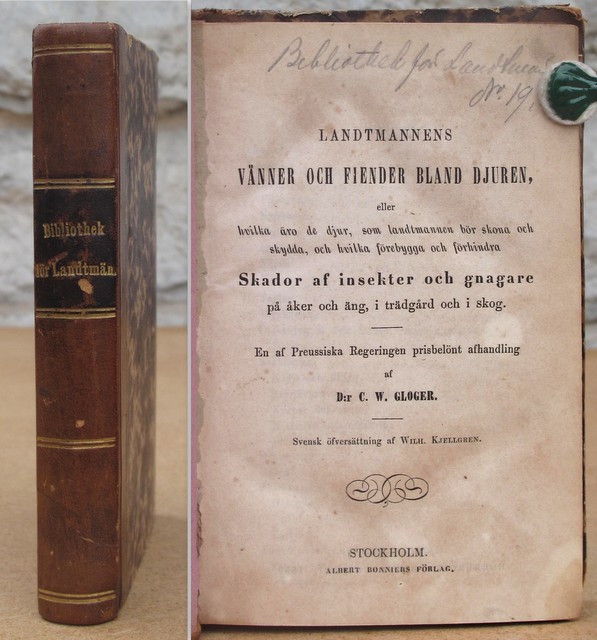 Bibliothek
för Landtmän.
Bibliothek för Landtmän
No. 19.
LANDTMANNENS
VÄNNER OCH FIENDER BLAND DJUREN,
eller
hvilka äro de djur, som landtmannen bör skona och
skydda, och hvilka förebygga och förhindra
Skador af insekter och gnagare
på åker och äng, i trädgård och i skog.
En af Preussiska Regeringen prisbelönt afhandling
af
D:r C. W. GLOGER.
Svensk öfversättning af WILH. KJELLGREN.
STOCKHOLM.
ALBERT BONNIERS FÖRLAG.